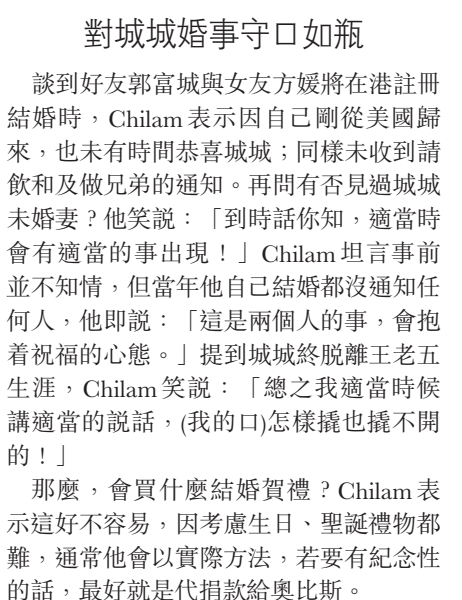 對城城婚事守口如瓶
談到好友郭富城與女友方媛將在港註冊
結婚時，Chilam表示因自己剛從美國歸
來，也未有時間恭喜城城；同樣未收到請
飲和及做兄弟的通知。再問有否見過城城
未婚妻？他笑説：「到時話你知，適當時
會有適當的事出現！」Chilam坦言事前
並不知情，但當年他自己結婚都沒通知任
何人，他即説：「這是兩個人的事，會抱
着祝福的心態。」提到城城終脱離王老五
生涯，Chilam笑説：「總之我適當時候
講適當的説話，(我的口)怎樣撬也撬不開
的！」
那麼，會買什麼結婚賀禮？Chilam表
示這好不容易，因考慮生日、聖誕禮物都
難，通常他會以實際方法，若要有紀念性
的話，最好就是代捐款給奧比斯。